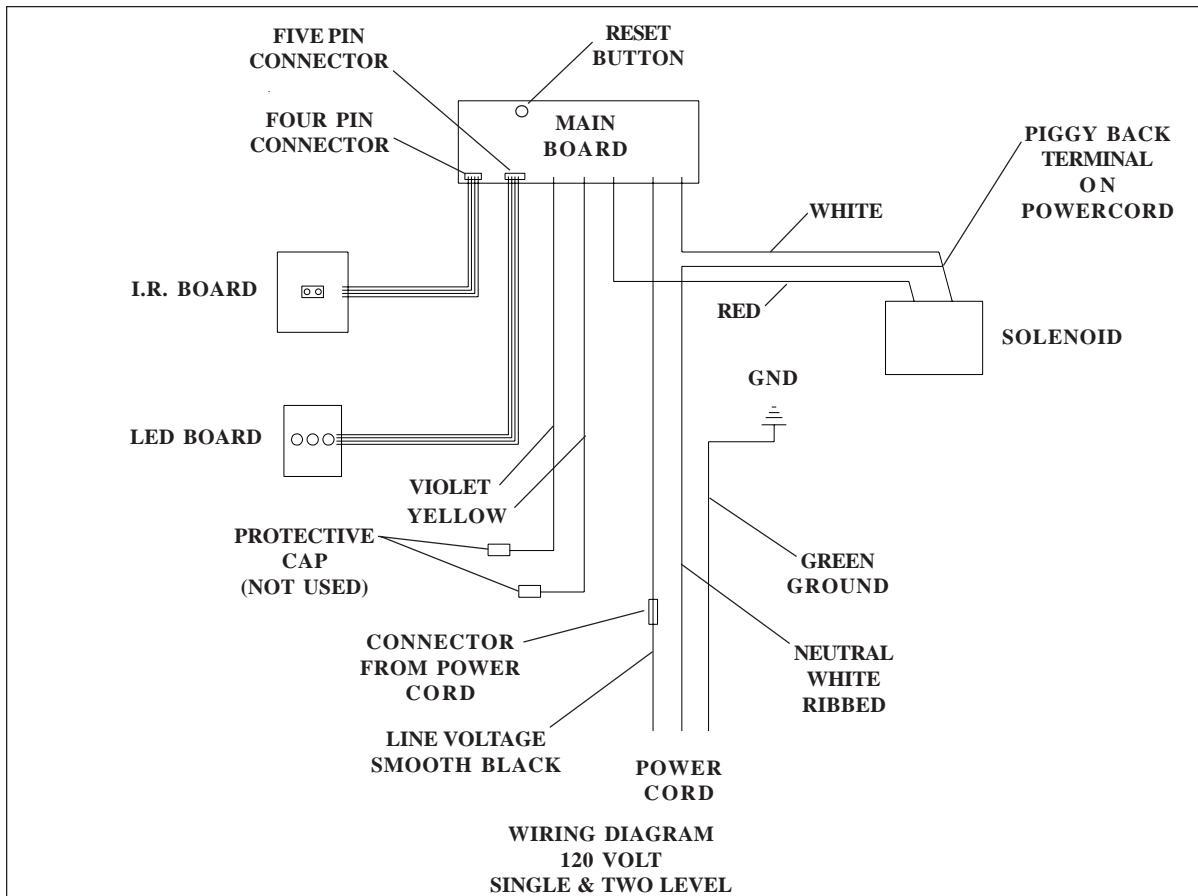 FIVE PIN
CONNECTOR
RESET
BUTTON
FOUR PIN
CONNECTOR
MAIN
BOARD
PIGGY BACK
TERMINAL
ON
POWERCORD
WHITE
I.R. BOARD
RED
SOLENOID
GND
LED BOARD
VIOLET
YELLOW
PROTECTIVE
CAP
(NOT USED)
GREEN
GROUND
CONNECTOR
FROM POWER
CORD
NEUTRAL
WHITE
RIBBED
LINE VOLTAGE
SMOOTH BLACK
POWER
CORD
WIRING DIAGRAM
120 VOLT
SINGLE & TWO LEVEL